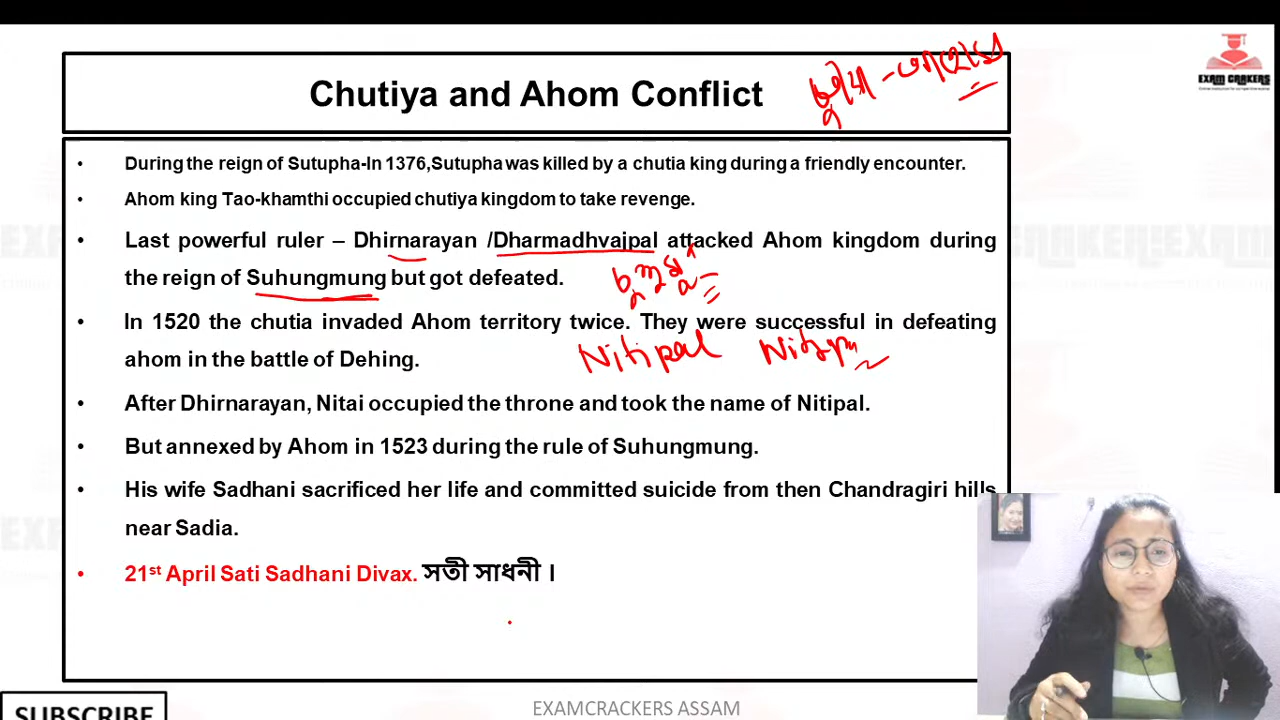 Chutiya and Ahom Conflict
EXAM CRAKERS
• During the reign of Sutupha-In 1376,Sutupha was killed by a chutia king during a friendly encounter.
• Ahom king Tao-khamthi occupied chutiya kingdom to take revenge.
• Last powerful ruler – Dhirnarayan /Dharmadhvajpal attacked Ahom kingdom during
the reign of Suhungmung but got defeated.
• In 1520 the chutia invaded Ahom territory twice. They were successful in defeating
ahom in the battle of Dehing.
Nitipal
• After Dhirnarayan, Nitai occupied the throne and took the name of Nitipal.
• But annexed by Ahom in 1523 during the rule of Suhungmung.
• His wife Sadhani sacrificed her life and committed suicide from then Chandragiri hills
near Sadia.
• 21st April Sati Sadhani Divax. সতী সাধনী ।
SUBSCRIBE
EXAMCRACKERS ASSAM